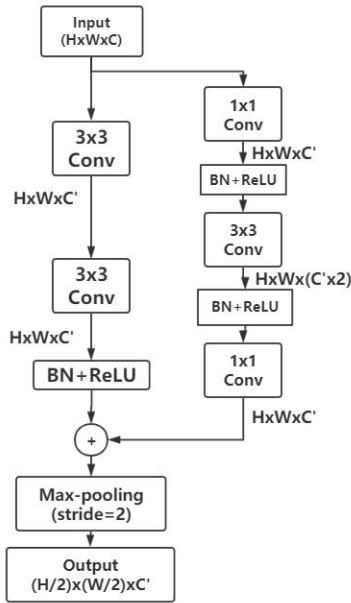 Input
(HxWxC)
3x3
Conv
HxWxC'
3x3
Conv
HxWxC'
BN+ReLU
1x1
Conv
HxWxC'
BN+ReLU
3x3
Conv
HxWx(C'x2)
BN+ReLU
1x1
Conv
HxWxC'
+
Max-pooling
(stride=2)
Output
(H/2)x(W/2)xC'